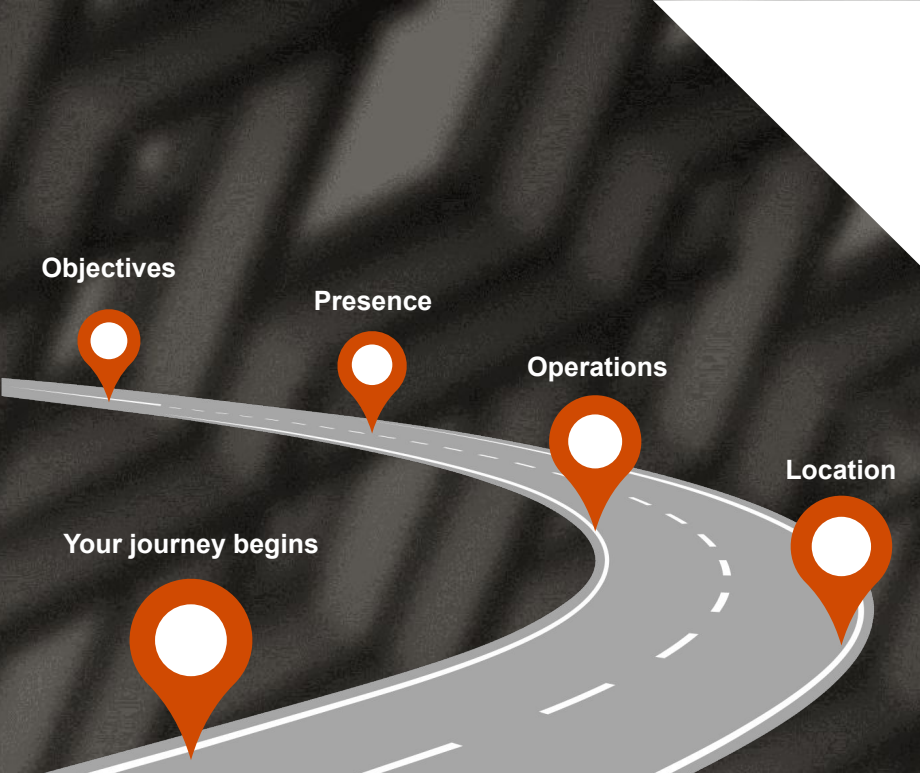 Objectives
Presence
Operations
Location
Your journey begins